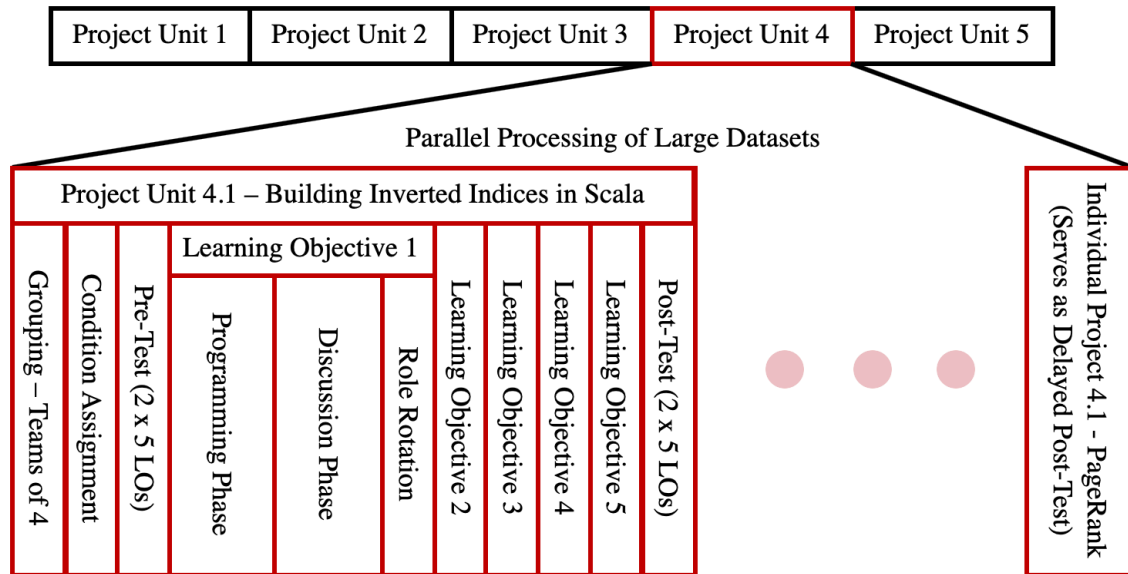 Project Unit 1
Project Unit 2
Project Unit 3
Project Unit 4
Project Unit 5
Parallel Processing of Large Datasets
Project Unit 4.1 – Building Inverted Indices in Scala
Grouping – Teams of 4
Condition Assignment
Pre-Test (2 x 5 LOs)
Learning Objective 1
Programming Phase
Discussion Phase
Role Rotation
Learning Objective 2
Learning Objective 3
Learning Objective 4
Learning Objective 5
Post-Test (2 x 5 LOs)
Individual Project 4.1 - PageRank
(Serves as Delayed Post-Test)